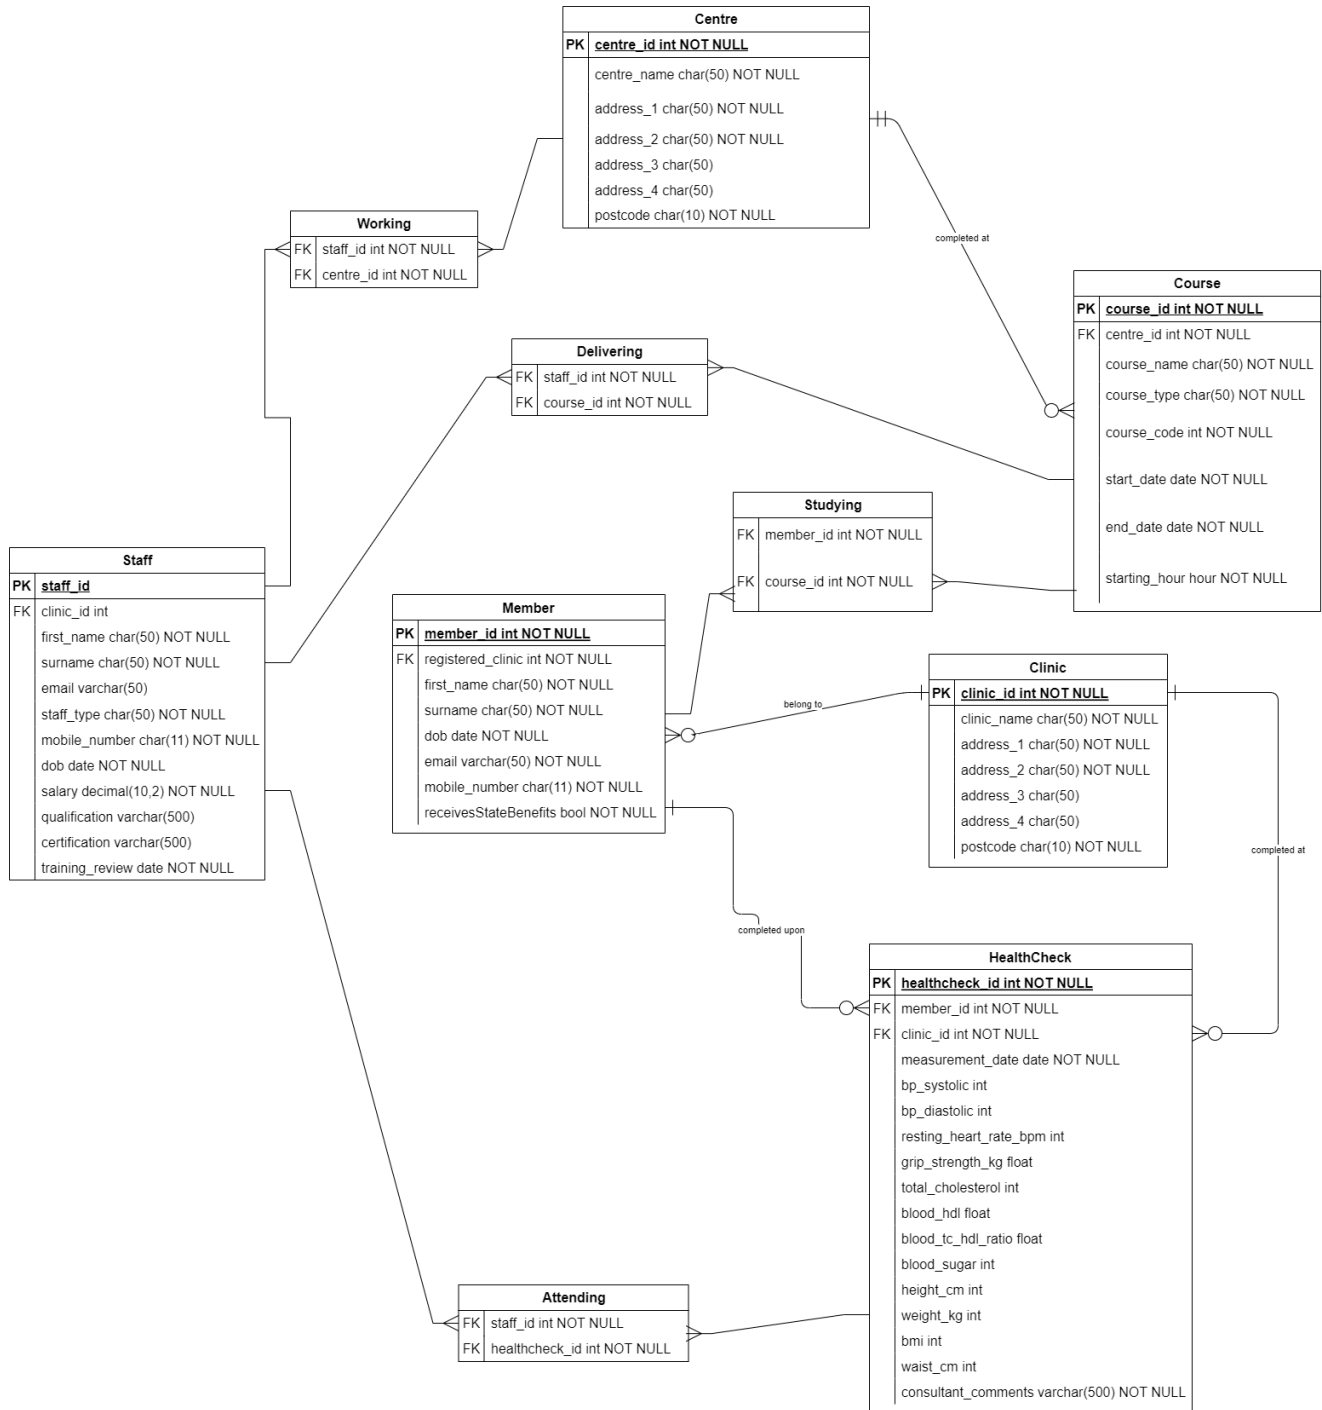 Centre
PK centre_id int NOT NULL
centre_name char(50) NOT NULL
address_1 char(50) NOT NULL
address_2 char(50) NOT NULL
address_3 char(50)
address_4 char(50)
postcode char(10) NOT NULL
Working
FK staff_id int NOT NULL
FK centre_id int NOT NULL
completed at
Course
PK course_id int NOT NULL
FK centre_id int NOT NULL
course_name char(50) NOT NULL
course_type char(50) NOT NULL
course_code int NOT NULL
start_date date NOT NULL
end_date date NOT NULL
starting_hour hour NOT NULL
Delivering
FK staff_id int NOT NULL
FK course_id int NOT NULL
Studying
FK member_id int NOT NULL
FK course_id int NOT NULL
Staff
PK staff_id
FK clinic_id int
first_name char(50) NOT NULL
surname char(50) NOT NULL
email varchar(50)
staff_type char(50) NOT NULL
mobile_number char(11) NOT NULL
dob date NOT NULL
salary decimal(10,2) NOT NULL
qualification varchar(500)
certification varchar(500)
training_review date NOT NULL
Member
PK member_id int NOT NULL
FK registered_clinic int NOT NULL
first_name char(50) NOT NULL
surname char(50) NOT NULL
dob date NOT NULL
email varchar(50) NOT NULL
mobile_number char(11) NOT NULL
receivesStateBenefits bool NOT NULL
belong to
Clinic
PK clinic_id int NOT NULL
clinic_name char(50) NOT NULL
address_1 char(50) NOT NULL
address_2 char(50) NOT NULL
address_3 char(50)
address_4 char(50)
postcode char(10) NOT NULL
completed at
completed upon
HealthCheck
PK healthcheck_id int NOT NULL
FK member_id int NOT NULL
FK clinic_id int NOT NULL
measurement_date date NOT NULL
bp_systolic int
bp_diastolic int
resting_heart_rate_bpm int
grip_strength_kg float
total_cholesterol int
blood_hdl float
blood_tc_hdl_ratio float
blood_sugar int
height_cm int
weight_kg int
bmi int
waist_cm int
consultant_comments varchar(500) NOT NULL
Attending
FK staff_id int NOT NULL
FK healthcheck_id int NOT NULL